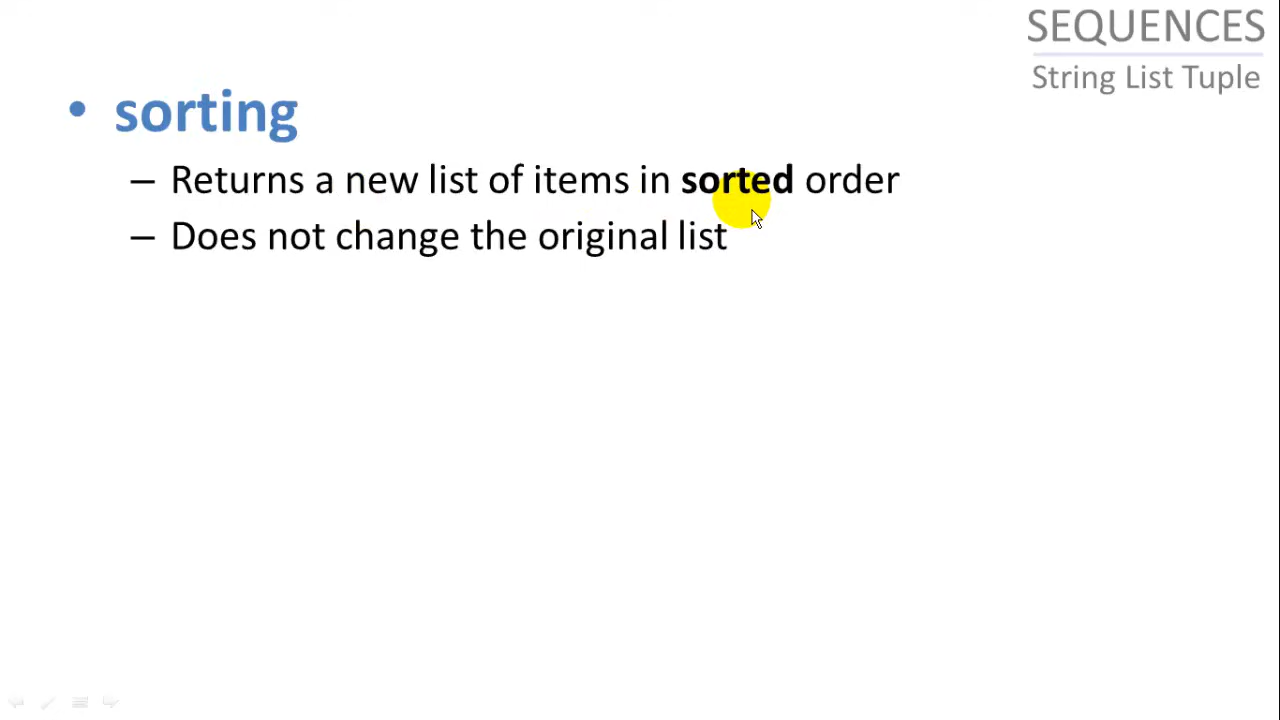 SEQUENCES
String List Tuple
• sorting
– Returns a new list of items in sorted order
– Does not change the original list